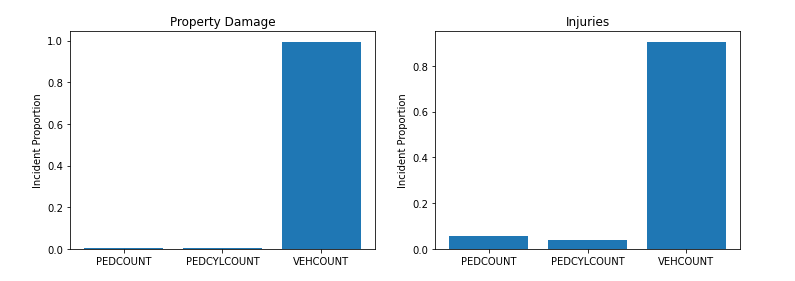 Property Damage
Incident Proportion
1.0
0.8
0.6
0.4
0.2
0.0
PEDCOUNT PEDCYLCOUNT VEHCOUNT
Injuries
Incident Proportion
0.8
0.6
0.4
0.2
0.0
PEDCOUNT PEDCYLCOUNT VEHCOUNT